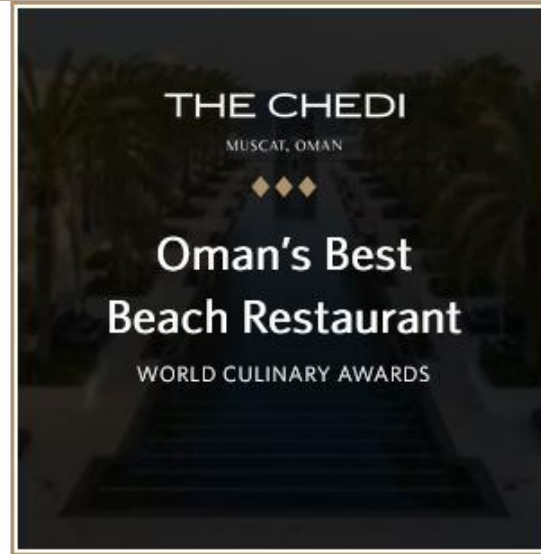 THE CHEDI
MUSCAT, OMAN
Oman's Best
Beach Restaurant
WORLD CULINARY AWARDS